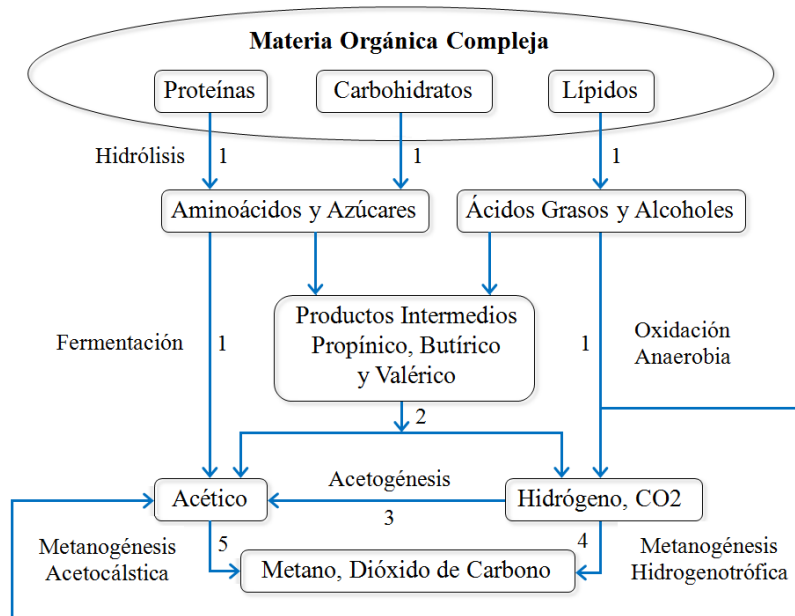 Materia Orgánica Compleja
Proteínas
Carbohidratos
Lípidos
Hidrólisis
1
1
1
Aminoácidos y Azúcares
Ácidos Grasos y Alcoholes
Productos Intermedios
Propínico, Butírico
y Valérico
Fermentación
1
1
Oxidación
Anaerobia
2
Acético
Acetogénesis
3
Hidrógeno, CO2
Metanogénesis
Acetocálstica
5
Metano, Dióxido de Carbono
4
Metanogénesis
Hidrogenotrófica